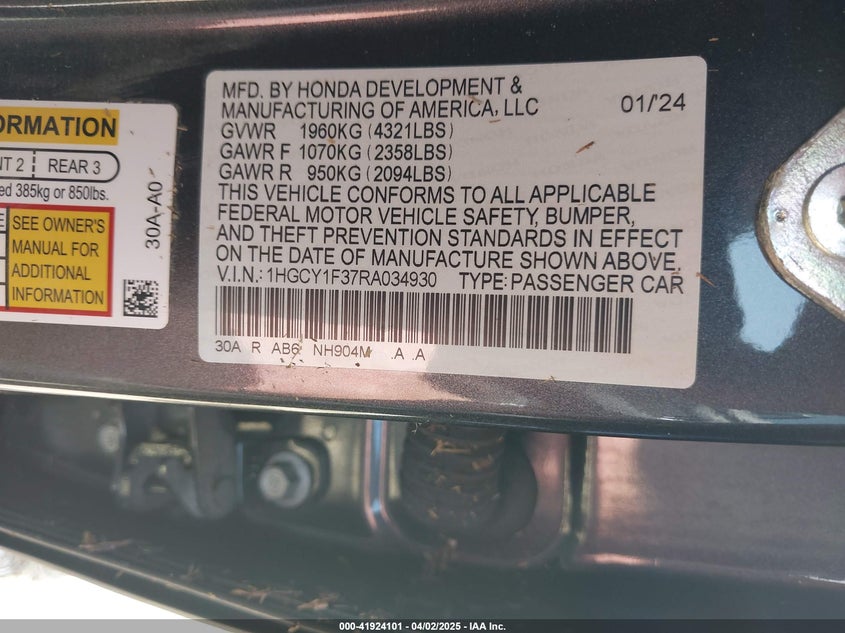 ORMATION
NT 2 REAR 3
ed 385kg or 850lbs.
SEE OWNER'S
MANUAL FOR
ADDITIONAL
INFORMATION
30A-A0
MFD. BY HONDA DEVELOPMENT &
MANUFACTURING OF AMERICA, LLC 01/'24
GVWR 1960KG (4321LBS)
GAWR F 1070KG (2358LBS)
GAWR R 950KG (2094LBS)
THIS VEHICLE CONFORMS TO ALL APPLICABLE
FEDERAL MOTOR VEHICLE SAFETY, BUMPER,
AND THEFT PREVENTION STANDARDS IN EFFECT
ON THE DATE OF MANUFACTURE SHOWN ABOVE.
V.I.N.: 1HGCY1F37RA034930 TYPE: PASSENGER CAR
30A R AB6 NH904M .A .A
000-41924101 | 04/02/2025 - IAA Inc.